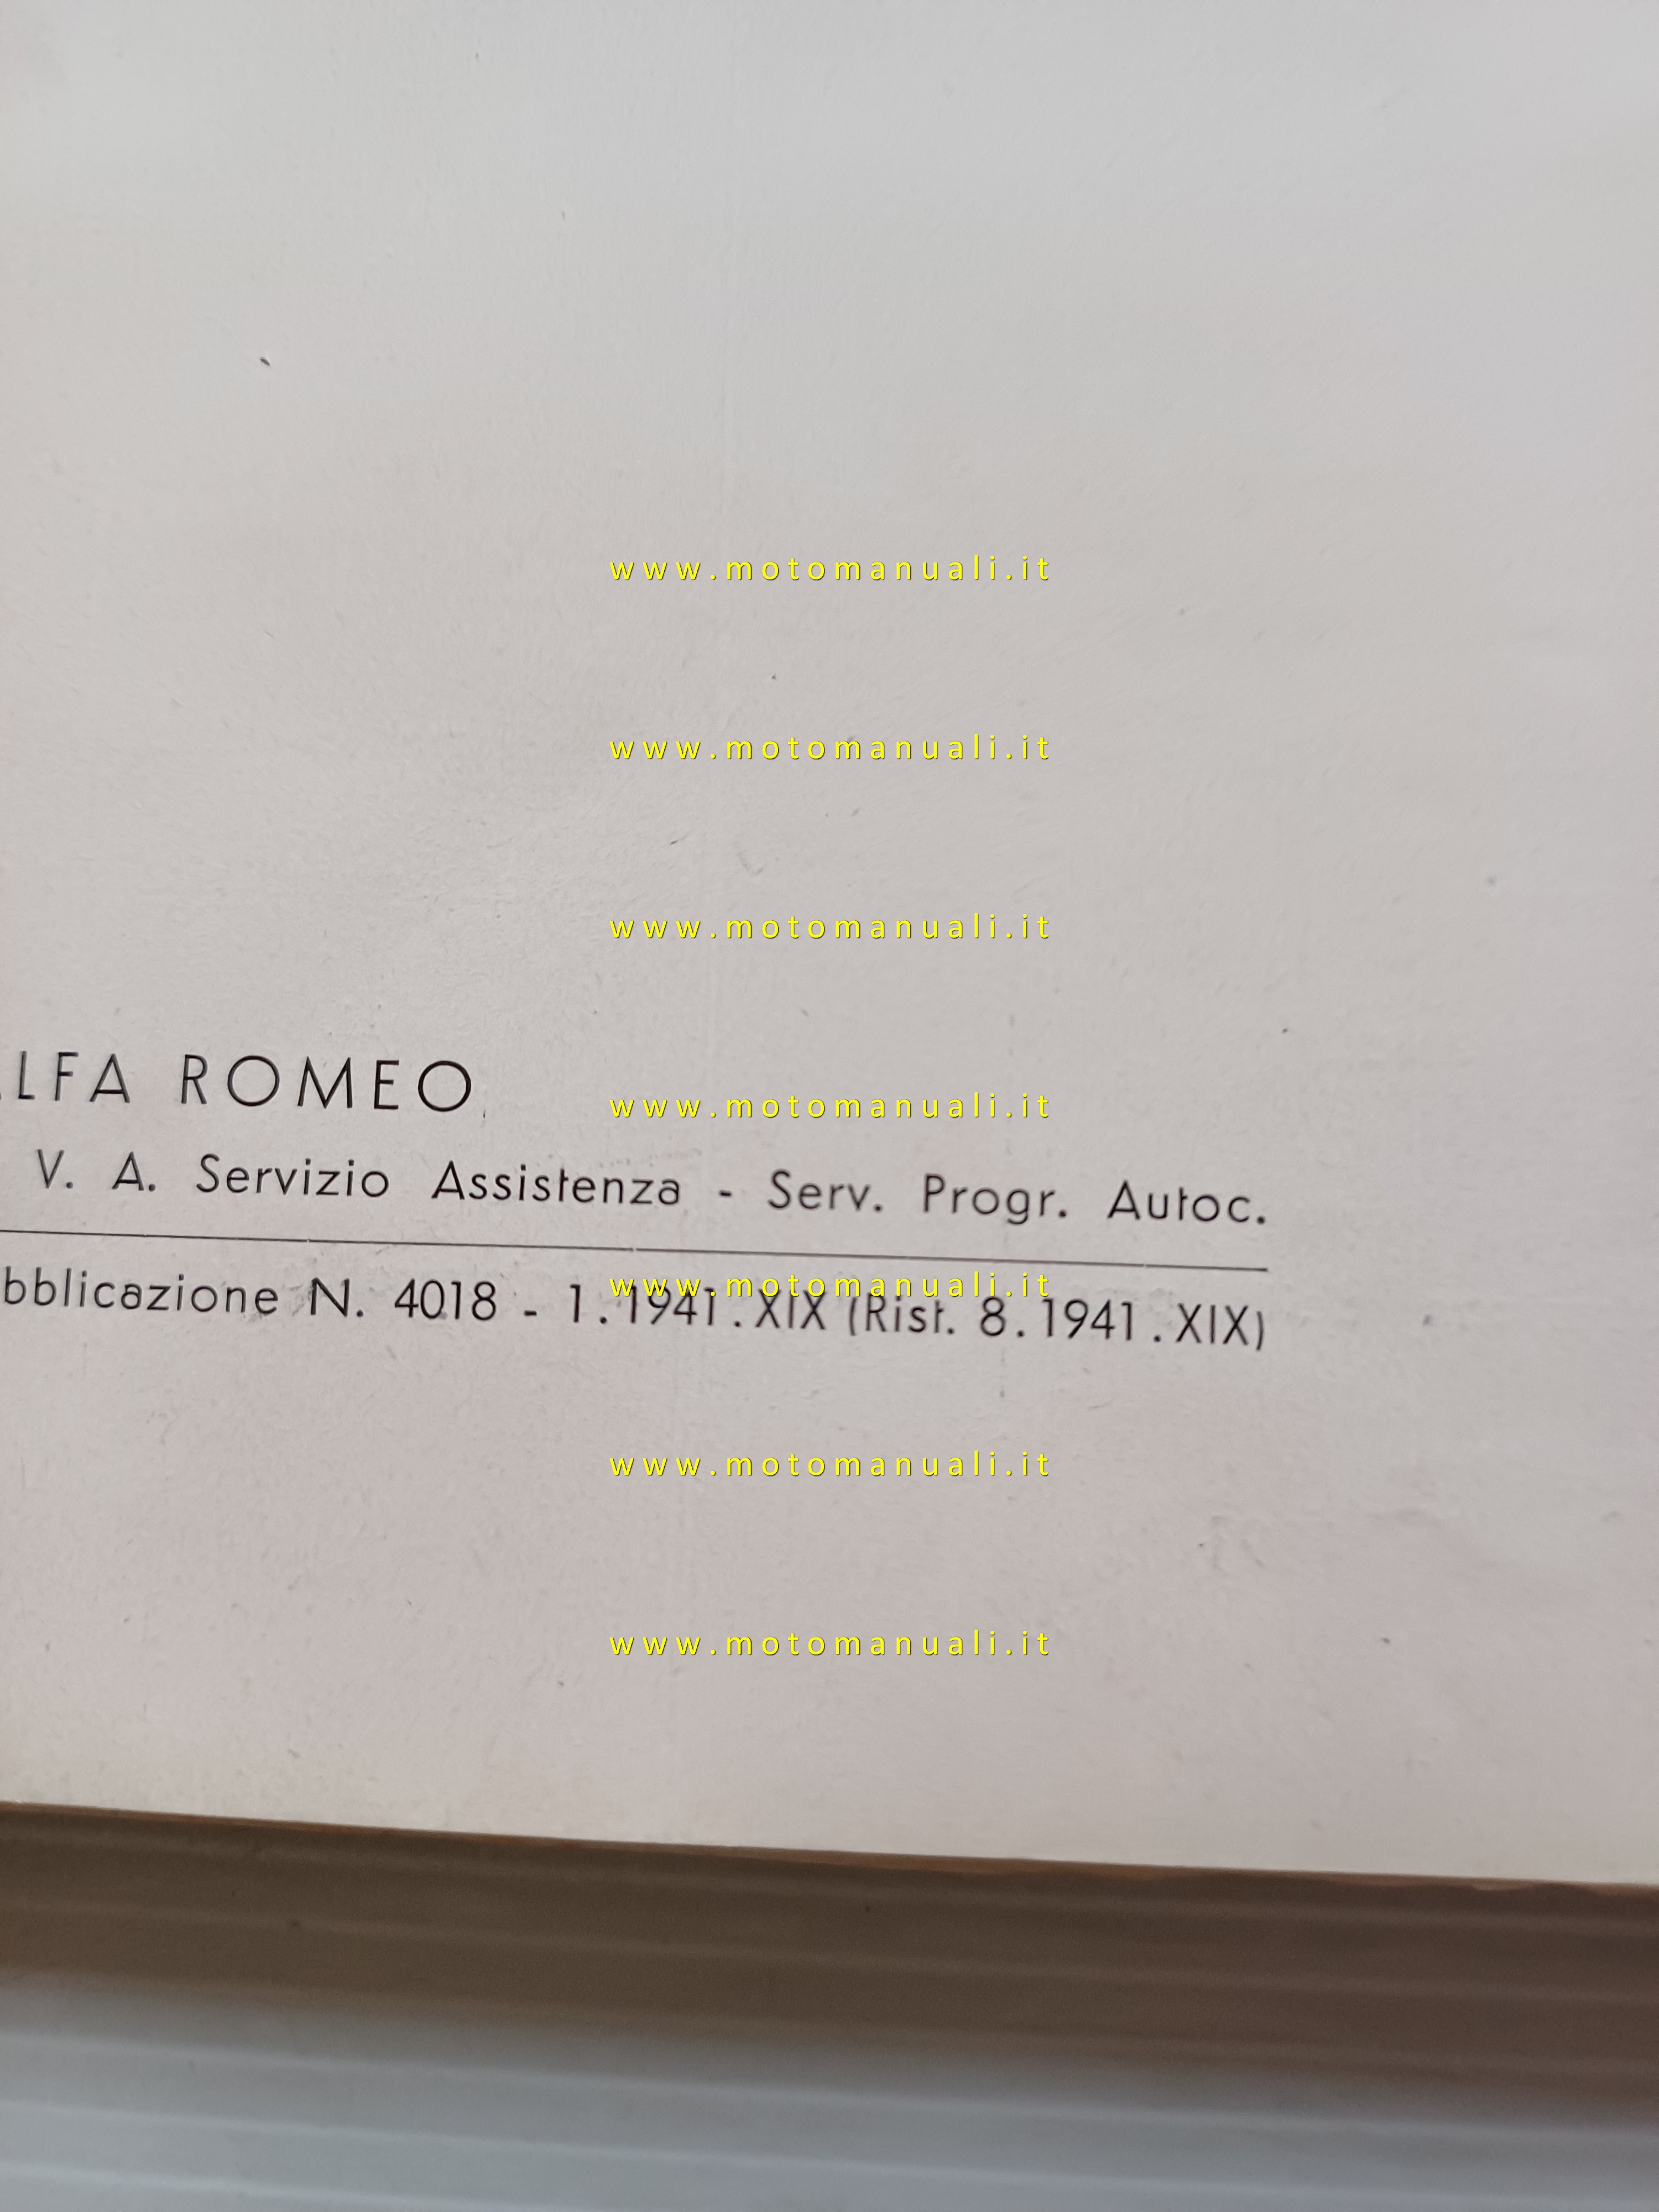 www.motomanuali.it
www.motomanuali.it
www.motomanuali.it
LFA ROMEO
www.motomanuali.it
V. A. Servizio Assistenza - Serv. Progr. Autoc.
www.motomanuali.it
bblicazione N. 4018 - 1.1941.XIX (Rist. 8.1941.XIX)
www.motomanuali.it
www.motomanuali.it